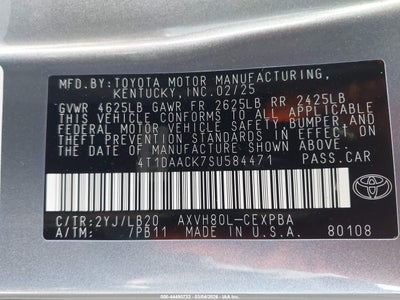 MFD.BY:TOYOTA MOTOR MANUFACTURING,
KENTUCKY,INC.02/25
GVWR 4625LB GAWR FR 2625LB RR 2425LB
THIS VEHICLE CONFORMS TO ALL APPLICABLE
FEDERAL MOTOR VEHICLE SAFETY,BUMPER,AND
THEFT PREVENTION STANDARDS IN EFFECT ON
THE DATE OF MANUFACTURE SHOWN ABOVE.
4T1DAACK7SU584471 PASS.CAR
C/TR:2YJ/LB20 AXVH80L-CEXPBA
A/TM: /PB11 MADE IN U.S.A. 80108
TOYOTA